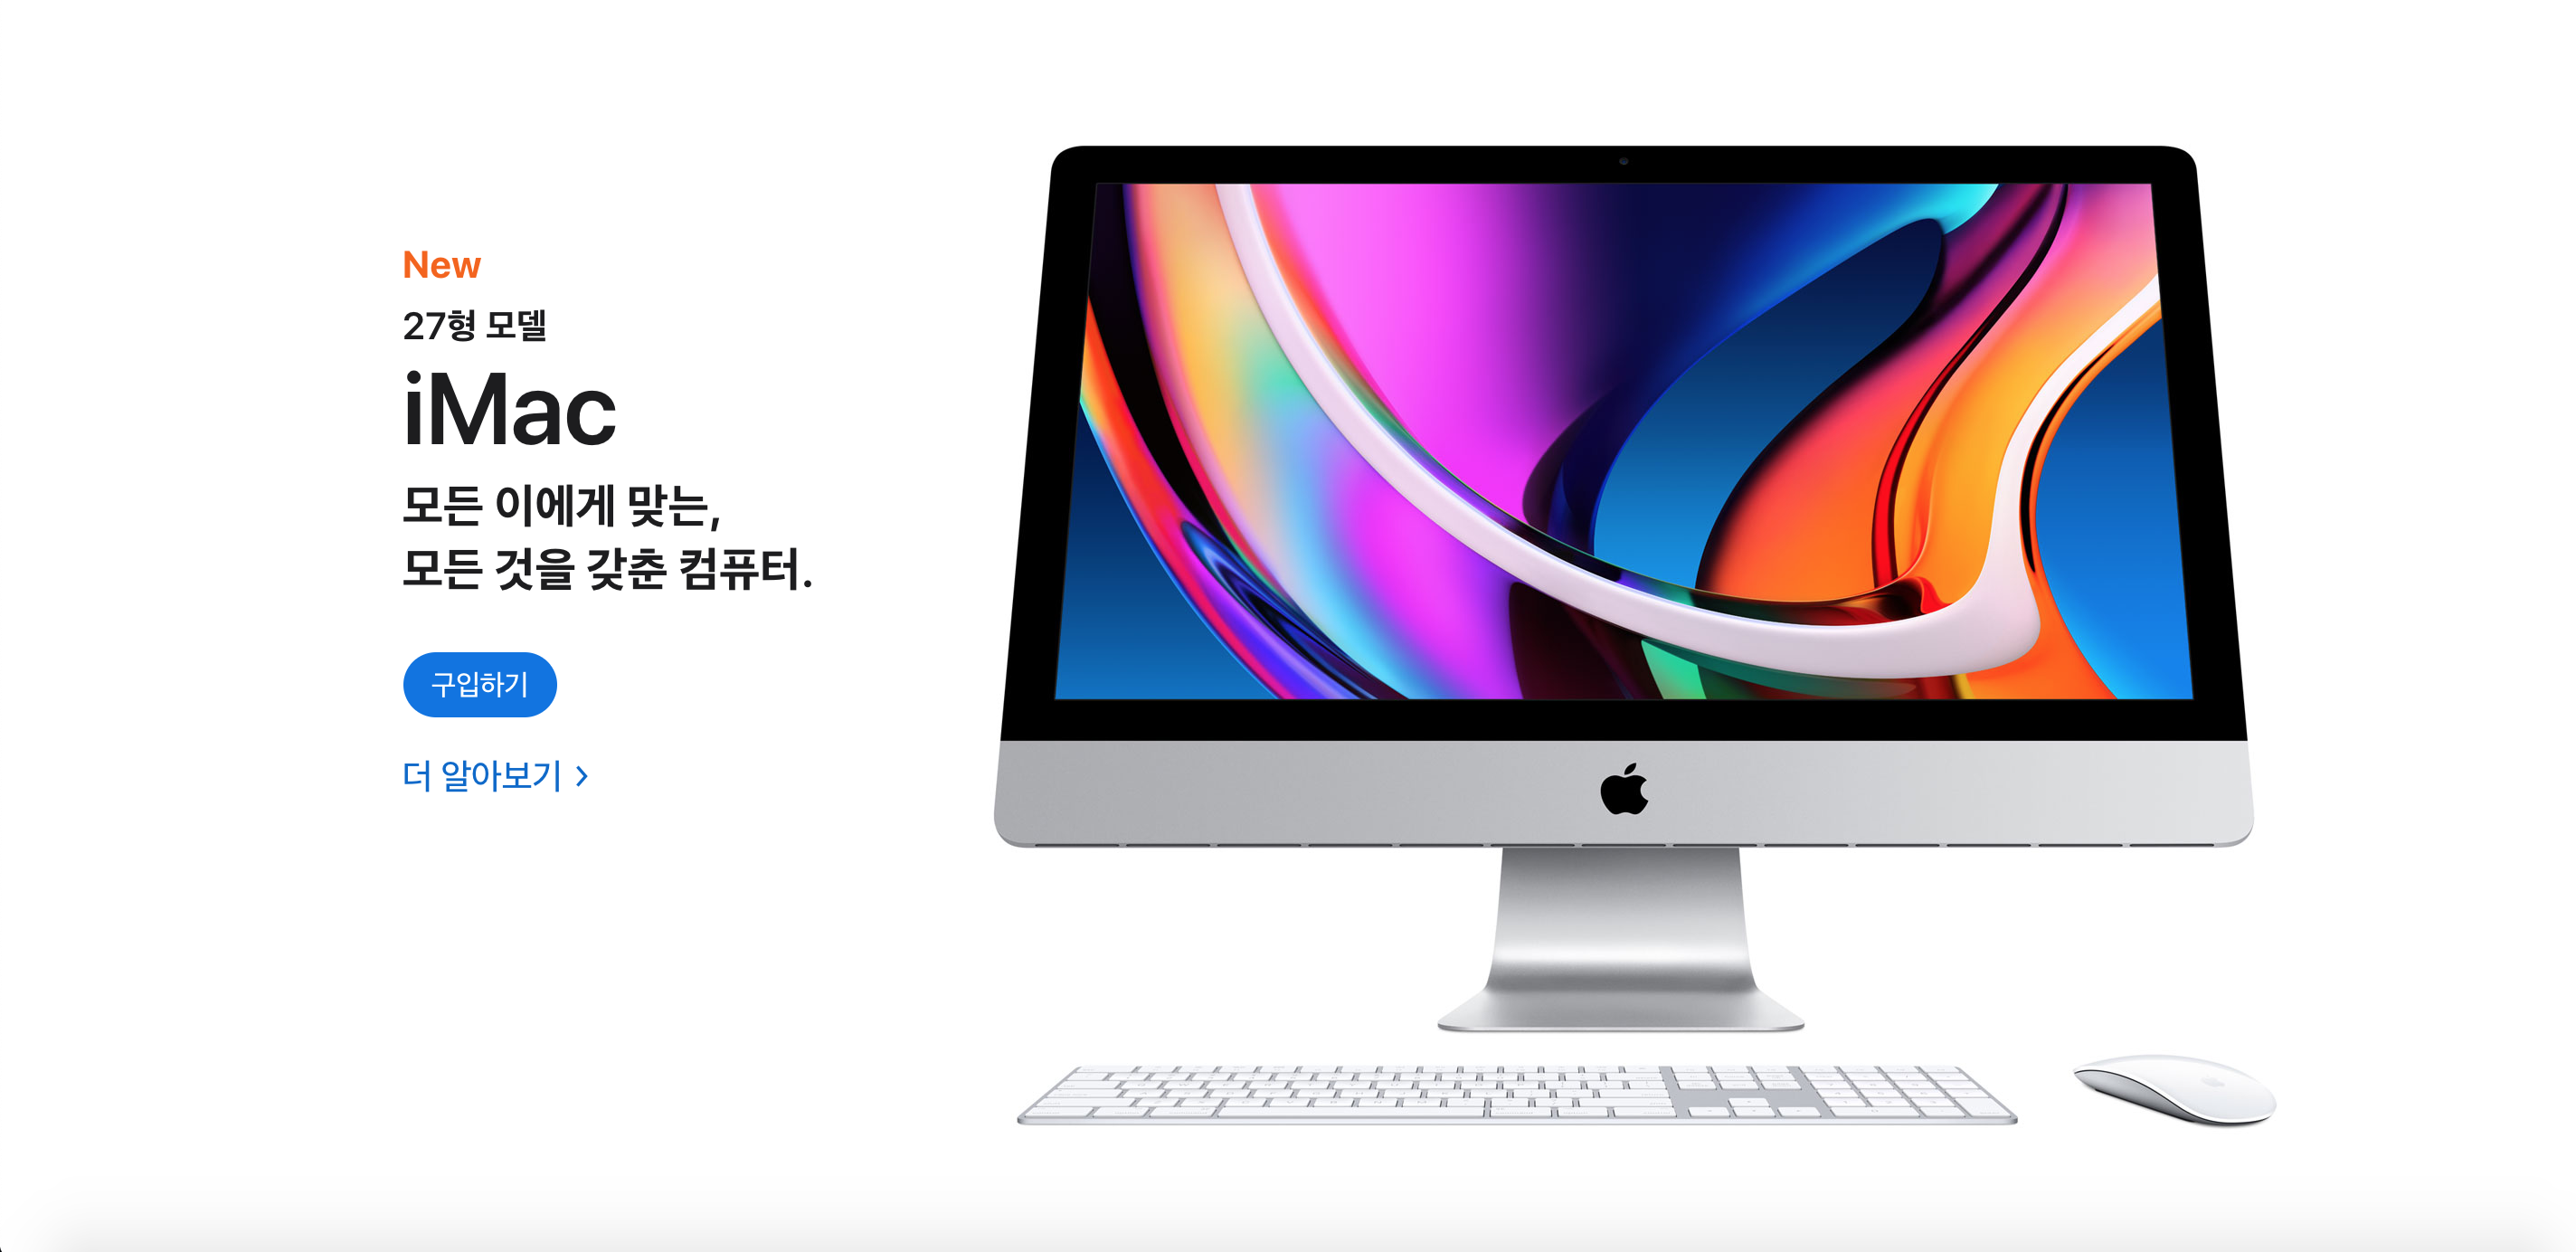 New
27형 모델
iMac
모든 이에게 맞는,
모든 것을 갖춘 컴퓨터.
구입하기
더 알아보기 >